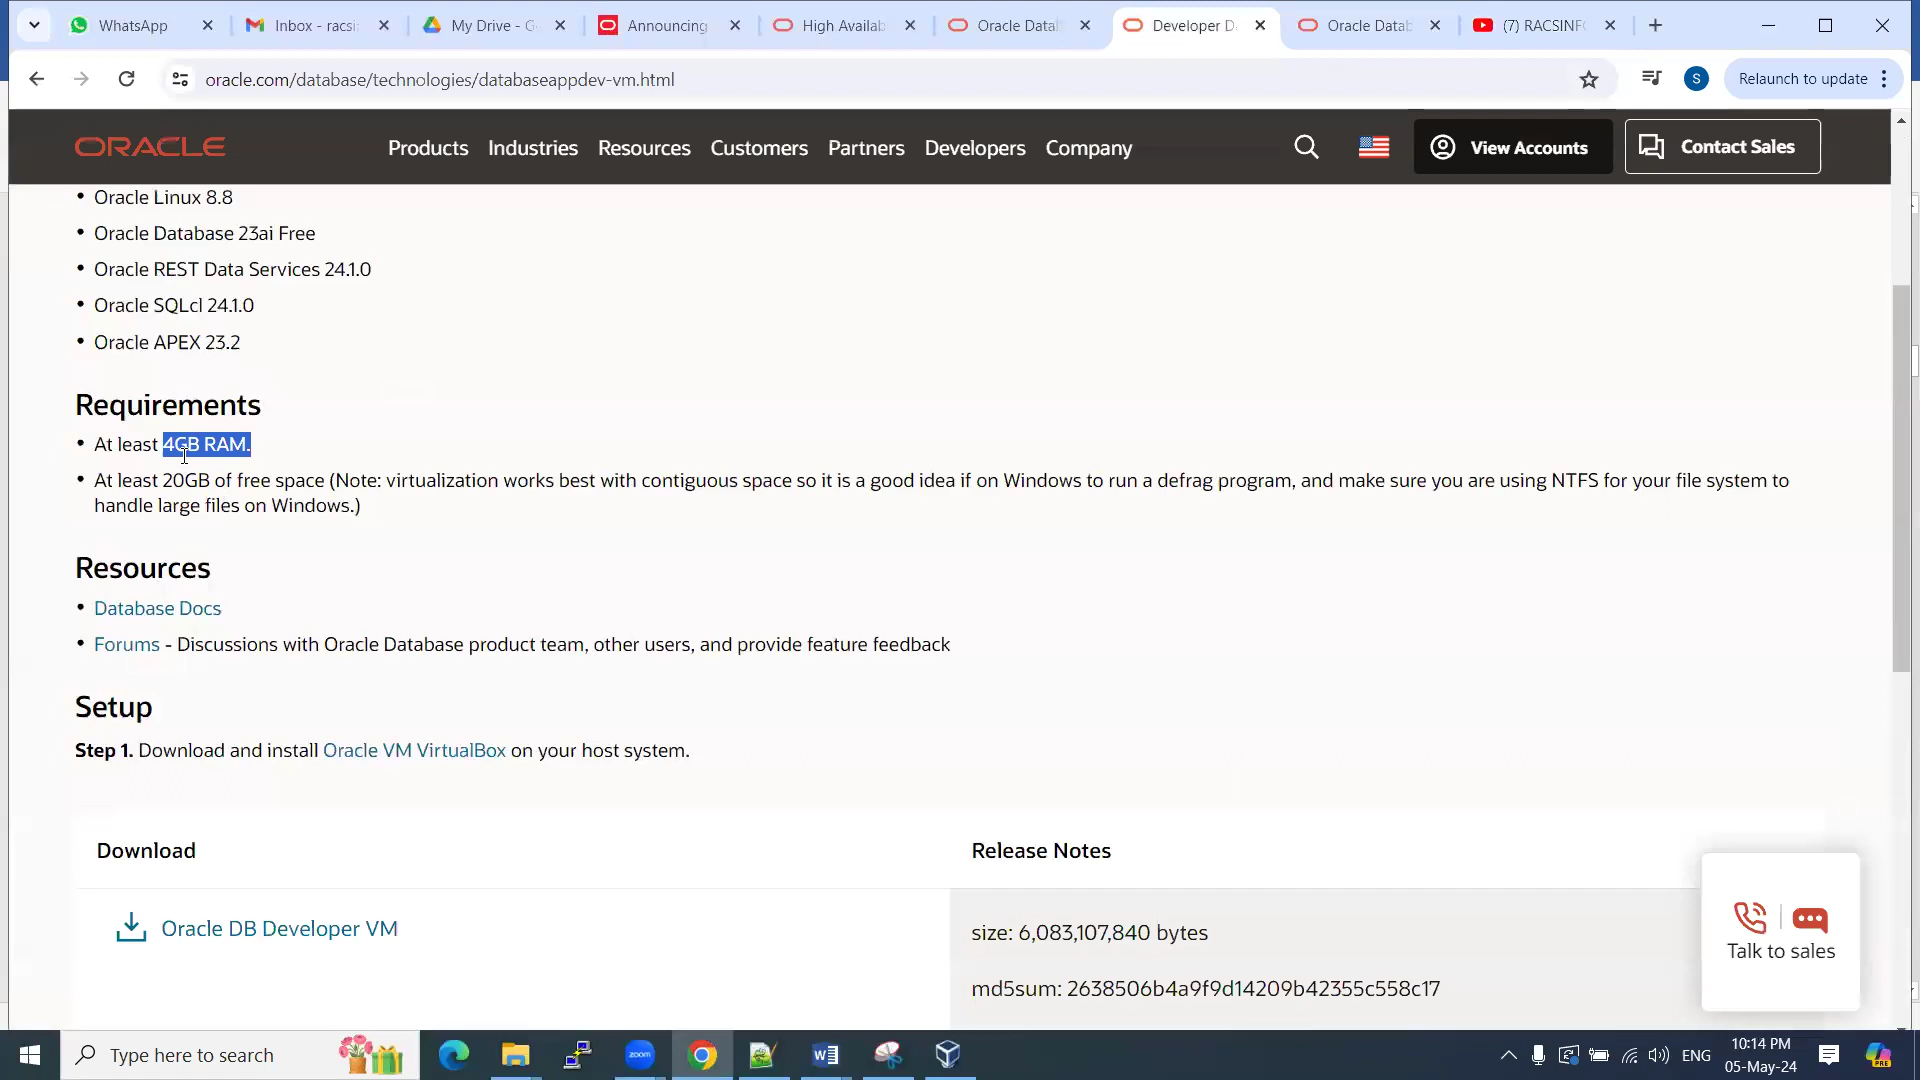 WhatsApp
Inbox - racsi
My Drive - G
Announcing
High Availab
Oracle Datab
Developer D
Oracle Datab
(7) RACSINF
oracle.com/database/technologies/databaseappdev-vm.html
S
Relaunch to update
ORACLE
Products
Industries
Resources
Customers
Partners
Developers
Company
View Accounts
Contact Sales
• Oracle Linux 8.8
• Oracle Database 23ai Free
• Oracle REST Data Services 24.1.0
• Oracle SQLcl 24.1.0
• Oracle APEX 23.2
Requirements
• At least 4GB RAM.
• At least 20GB of free space (Note: virtualization works best with contiguous space so it is a good idea if on Windows to run a defrag program, and make sure you are using NTFS for your file system to
handle large files on Windows.)
Resources
• Database Docs
• Forums - Discussions with Oracle Database product team, other users, and provide feature feedback
Setup
Step 1. Download and install Oracle VM VirtualBox on your host system.
Download
Release Notes
Oracle DB Developer VM
size: 6,083,107,840 bytes
md5sum: 2638506b4a9f9d14209b42355c558c17
Talk to sales
Type here to search
zoom
ENG
10:14 PM
05-May-24
PRE